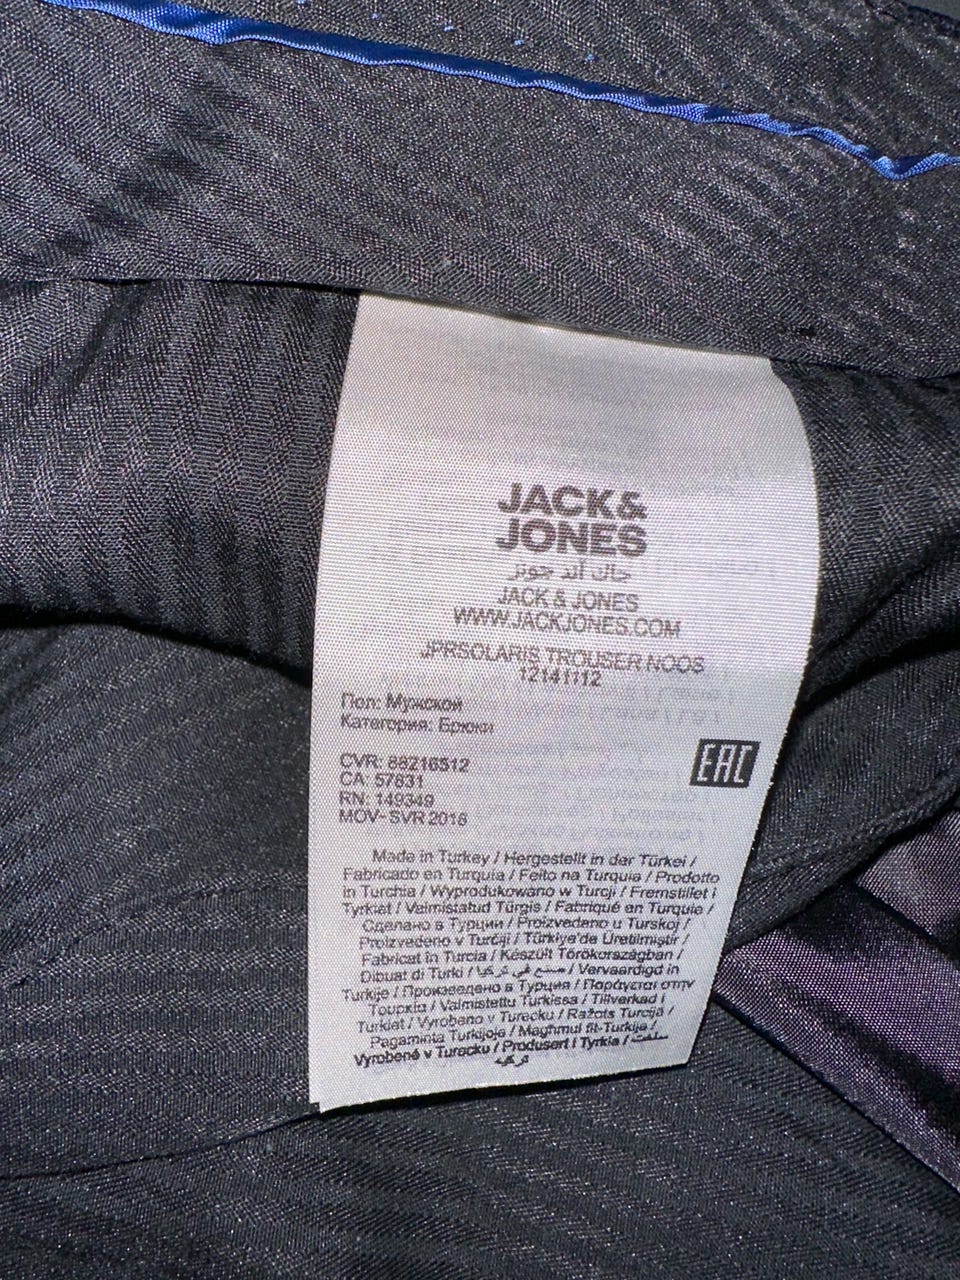 JACK&
JONES
جاك أند جونز
JACK & JONES
WWW.JACKJONES.COM
JPRSOLARIS TROUSER NOOS
12141112
Пол: Мужской
Категория: Брюки
EAC
CVR: 88216512
CA: 57831
RN: 149349
MOV- SVR 2016
Made in Turkey / Hergestellt in der Türkei /
Fabricado en Turquia / Feito na Turquia / Prodotto
in Turchia / Wyprodukowano w Turcji / Fremstillet i
Tyrkiet / Valmistatud Türgis / Fabriqué en Turquie /
Сделано в Турции / Proizvedeno u Turskoj /
Proizvedeno v Turčiji / Türkiye'de Üretilmiştir /
Fabricat în Turcia / Készült Törökországban /
Dibuat di Turki / صنع في تركيا / Vervaardigd in
Turkije / Произведено в Турция / Παράγεται στην
Τουρκία / Valmistettu Turkissa / Tillverkad i
Turkiet / Vyrobeno v Turecku / Ražots Turcijā /
Pagaminta Turkijoje / Magħmul fit-Turkija /
Vyrobené v Turecku / Produsert i Tyrkia /